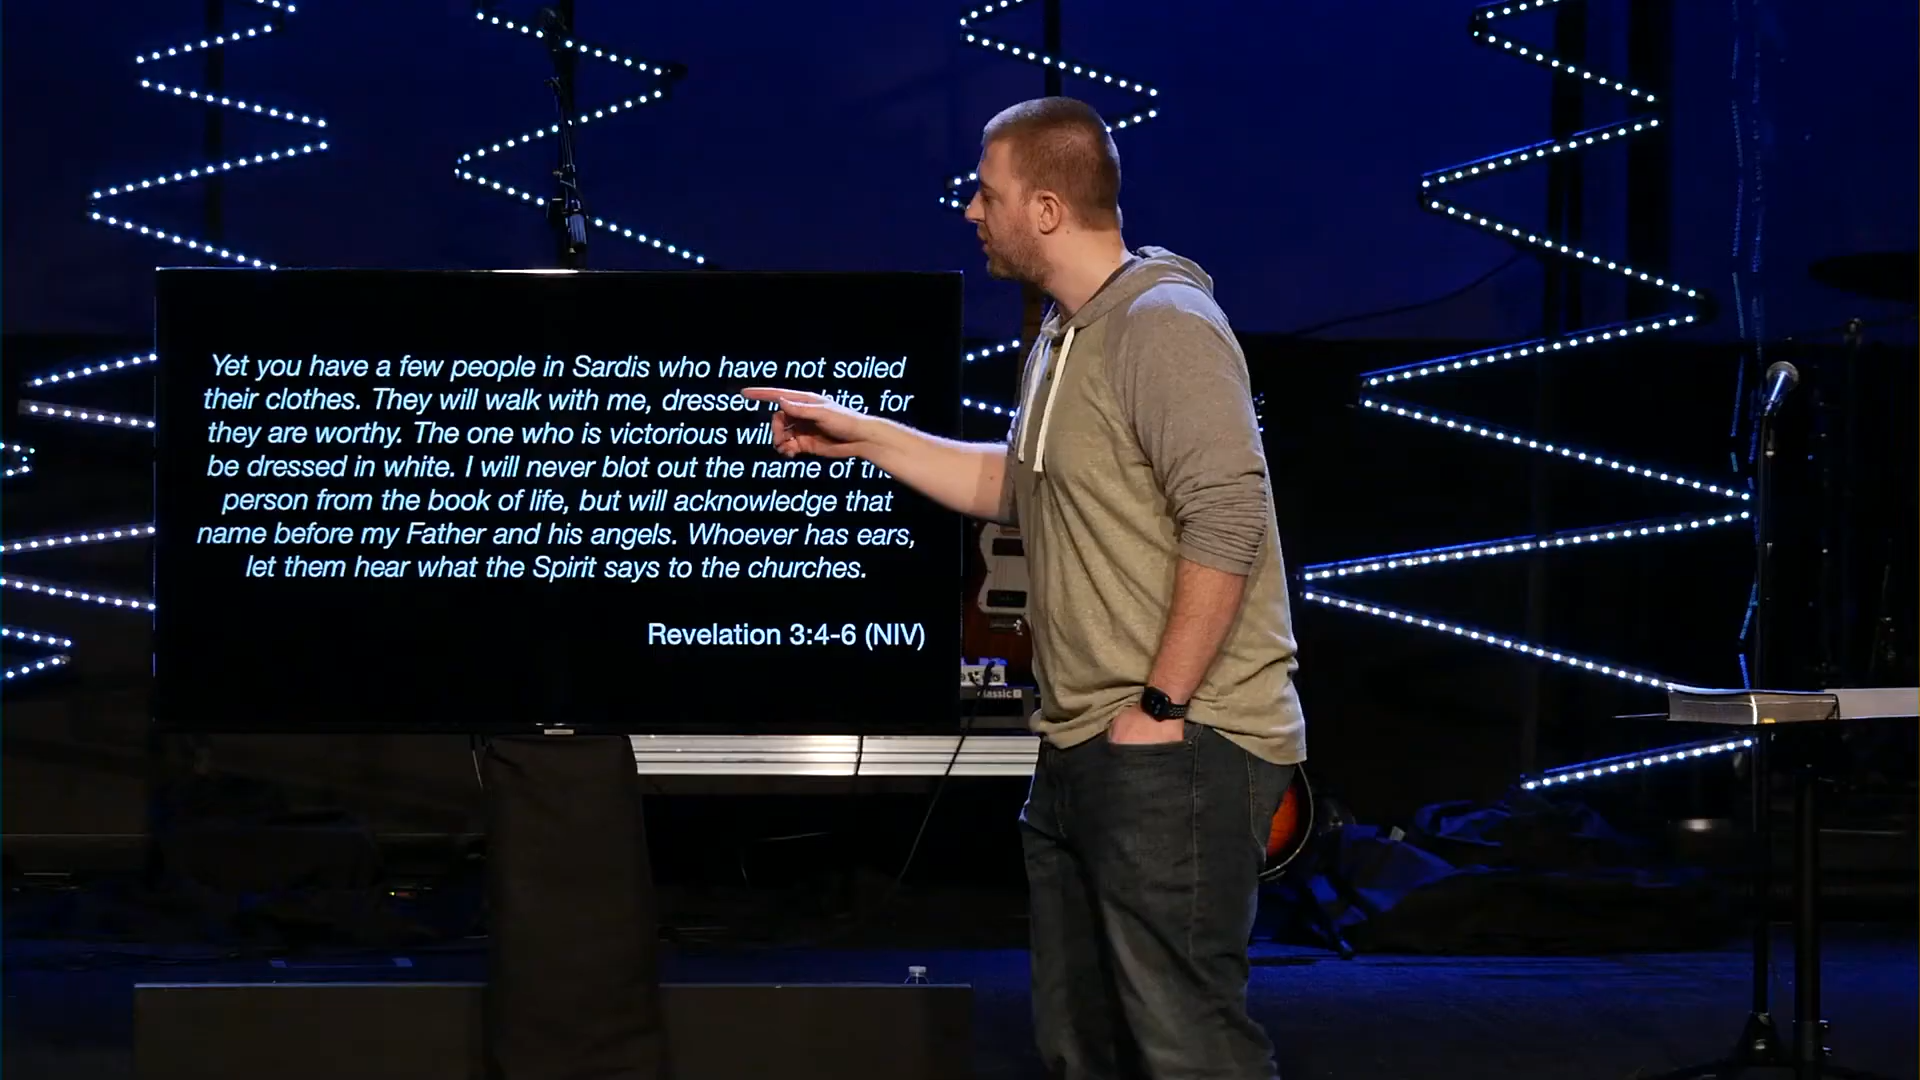 Yet you have a few people in Sardis who have not soiled
their clothes. They will walk with me, dressed for
they are worthy. The one who is victorious will
be dressed in white. I will never blot out the name of
person from the book of life, but will acknowledge that
name before my Father and his angels. Whoever has ears,
let them hear what the Spirit says to the churches.
Revelation 3:4-6 (NIV)